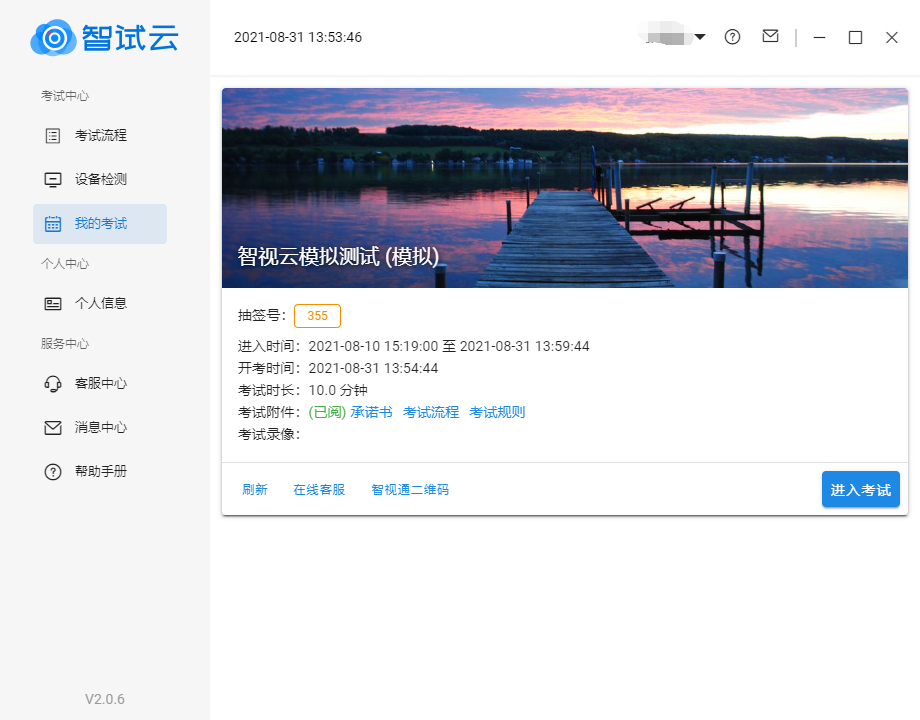 智试云
2021-08-31 13:53:46
考试中心
考试流程
设备检测
我的考试
个人中心
个人信息
服务中心
客服中心
消息中心
帮助手册
V2.0.6
智视云模拟测试 (模拟)
抽签号: 355
进入时间: 2021-08-10 15:19:00 至 2021-08-31 13:59:44
开考时间: 2021-08-31 13:54:44
考试时长: 10.0 分钟
考试附件: (已阅) 承诺书 考试流程 考试规则
考试录像:
刷新 在线客服 智视通二维码 进入考试